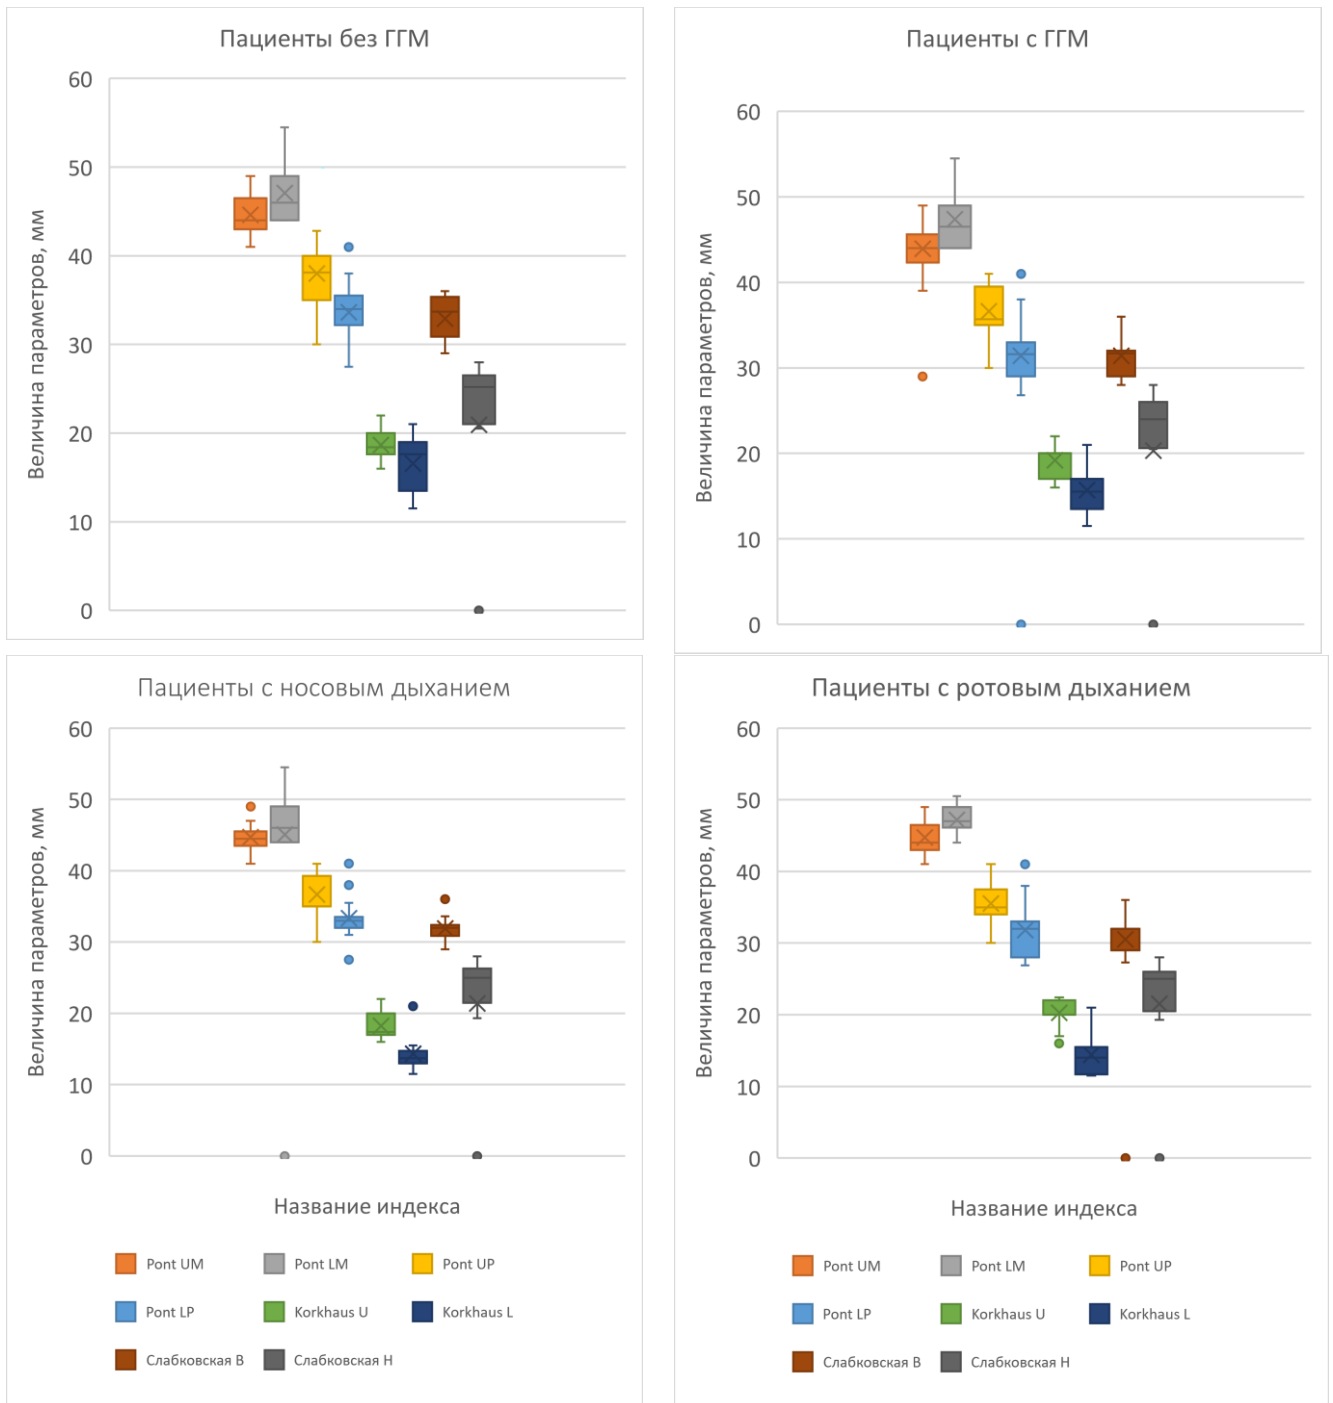 Пациенты без ГГМ
Величина параметров, мм
60
50
40
30
20
10
0
Пациенты с ГГМ
Величина параметров, мм
60
50
40
30
20
10
0
Пациенты с носовым дыханием
Величина параметров, мм
60
50
40
30
20
10
0
Название индекса
Pont UM Pont LM Pont UP
Pont LP Korkhaus U Korkhaus L
Слабковская В Слабковская Н
Пациенты с ротовым дыханием
Величина параметров, мм
60
50
40
30
20
10
0
Название индекса
Pont UM Pont LM Pont UP
Pont LP Korkhaus U Korkhaus L
Слабковская В Слабковская Н